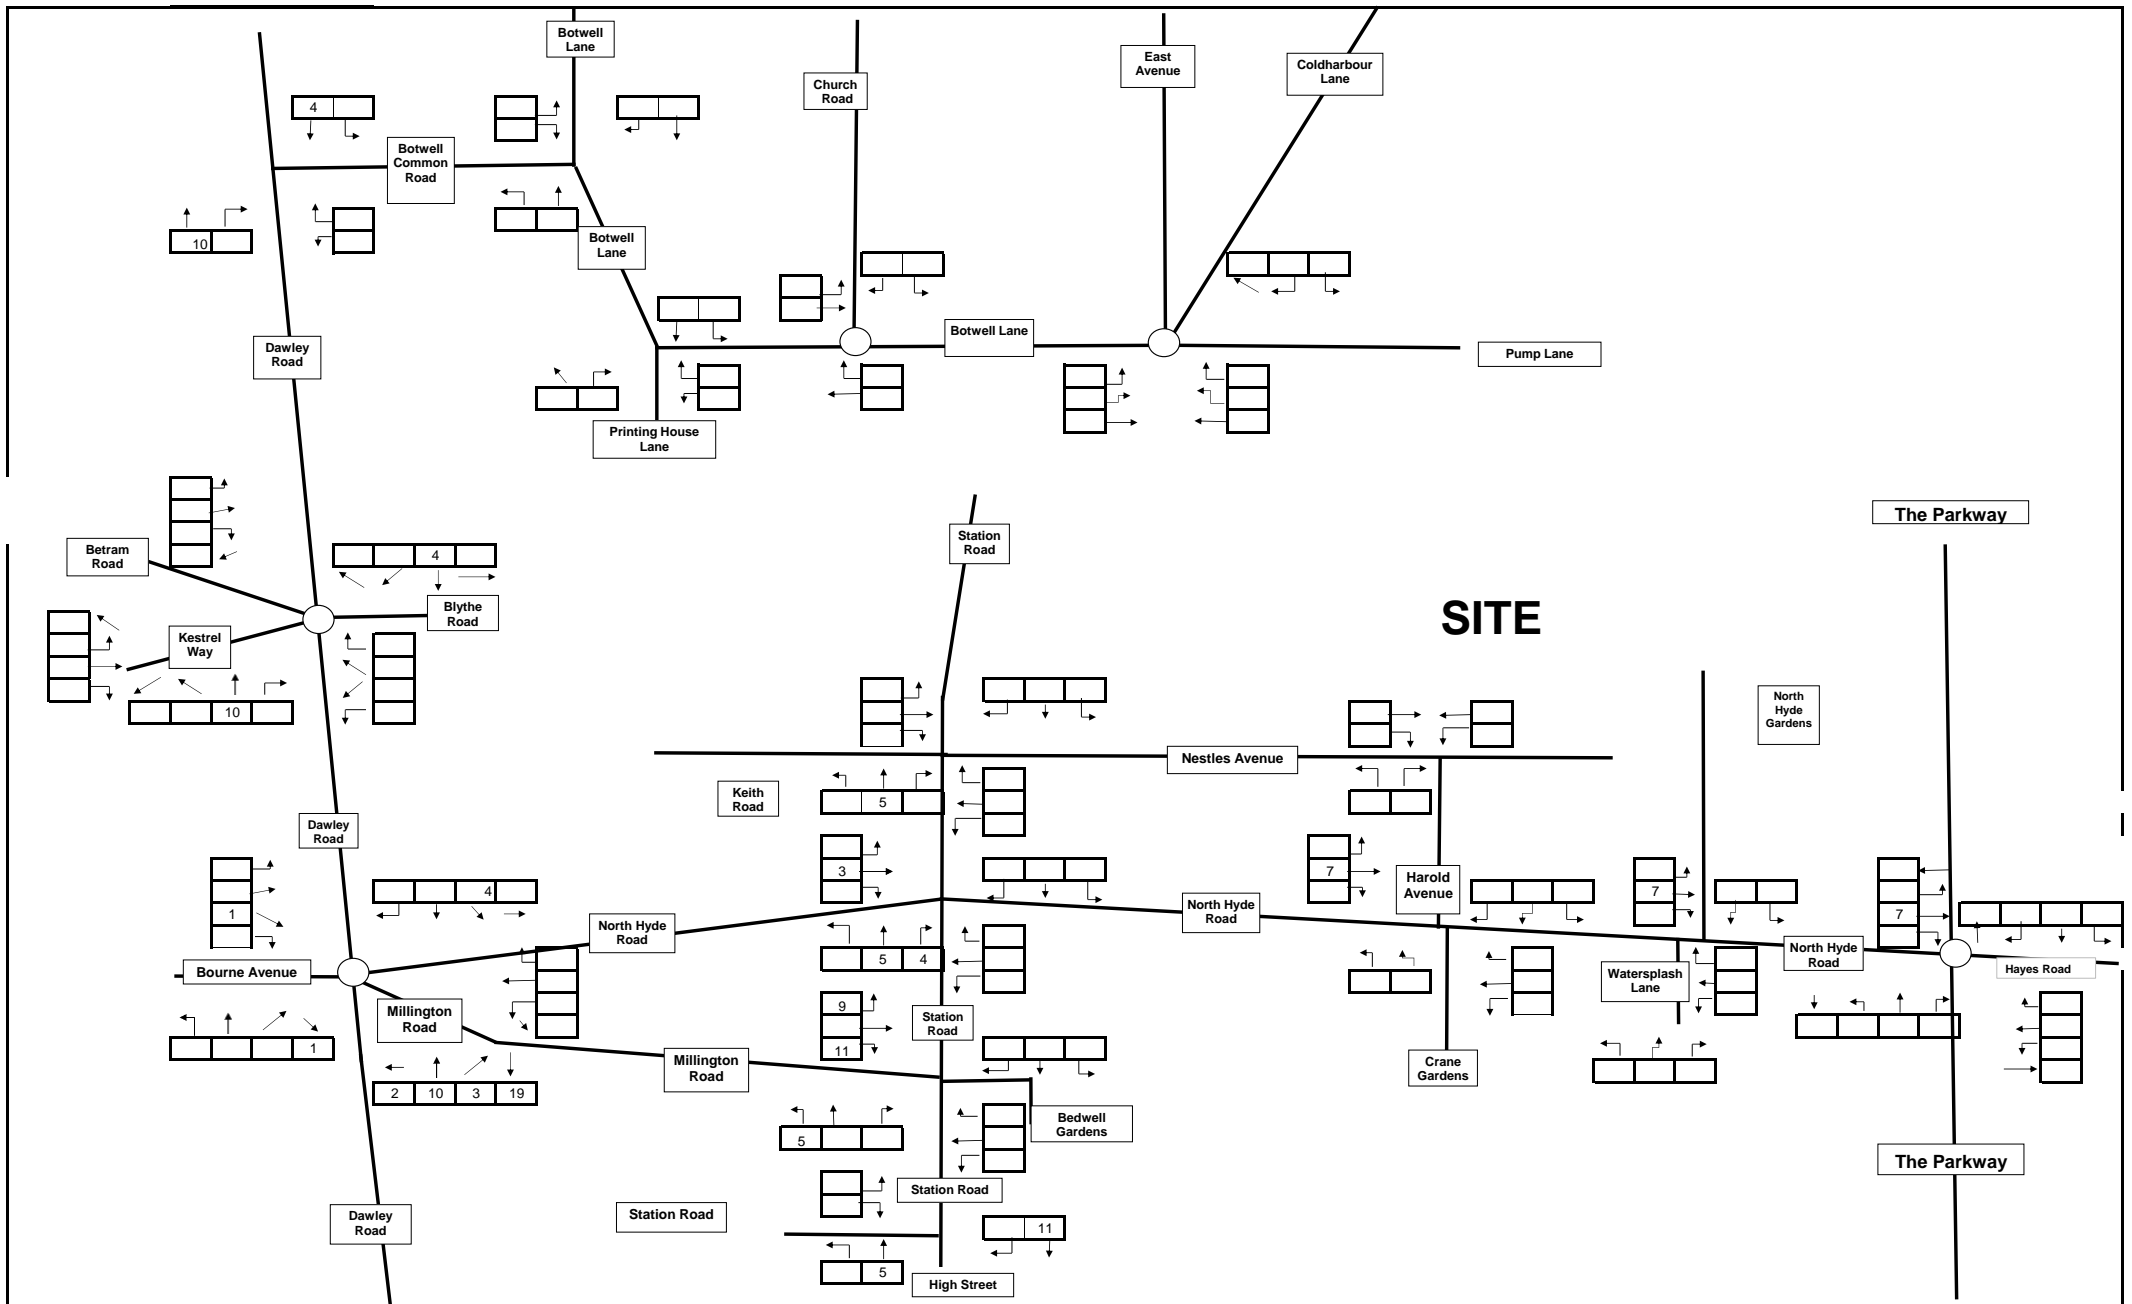 Botwell
Lane
East
Avenue
Coldharbour
Lane
Church
Road
4
Botwell
Common
Road
10
Botwell
Lane
Botwell Lane
Dawley
Road
Pump Lane
Printing House
Lane
The Parkway
Station
Road
Betram
Road
4
Blythe
Road
SITE
Kestrel
Way
10
North
Hyde
Gardens
Nestles Avenue
Keith
Road
5
Dawley
Road
3
7
Harold
Avenue
7
4
1
North Hyde
Road
7
North Hyde
Road
North Hyde
Road
5
4
Bourne Avenue
Hayes Road
Watersplash
Lane
Millington
Road
9
11
Station
Road
1
Millington
Road
Crane
Gardens
2
10
3
19
5
Bedwell
Gardens
The Parkway
Station Road
Station Road
Dawley
Road
11
5
High Street